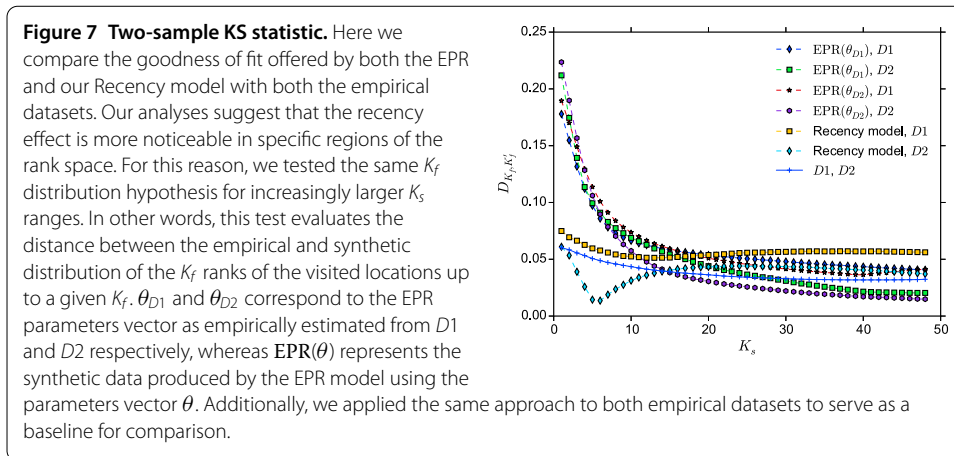 Figure 7 Two-sample KS statistic. Here we
compare the goodness of fit offered by both the EPR
and our Recency model with both the empirical
datasets. Our analyses suggest that the recency
effect is more noticeable in specific regions of the
rank space. For this reason, we tested the same Kf
distribution hypothesis for increasingly larger Ks
ranges. In other words, this test evaluates the
distance between the empirical and synthetic
distribution of the Kf ranks of the visited locations up
to a given Kf. θD1 and θD2 correspond to the EPR
parameters vector as empirically estimated from D1
and D2 respectively, whereas EPR(θ) represents the
synthetic data produced by the EPR model using the
parameters vector θ. Additionally, we applied the same approach to both empirical datasets to serve as a
baseline for comparison.
0.25
0.20
0.15
0.10
0.05
0.00
DKf,K′f
0 10 20 30 40 50
Ks
EPR(θD1), D1
EPR(θD1), D2
EPR(θD2), D1
EPR(θD2), D2
Recency model, D1
Recency model, D2
D1, D2